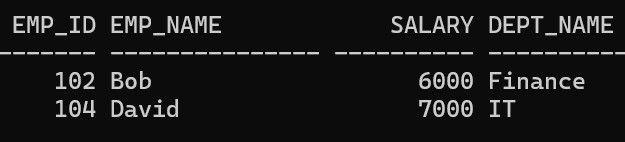 EMP_ID EMP_NAME            SALARY DEPT_NAME
------- --------------- ---------- ----------
   102 Bob                   6000 Finance
   104 David                 7000 IT